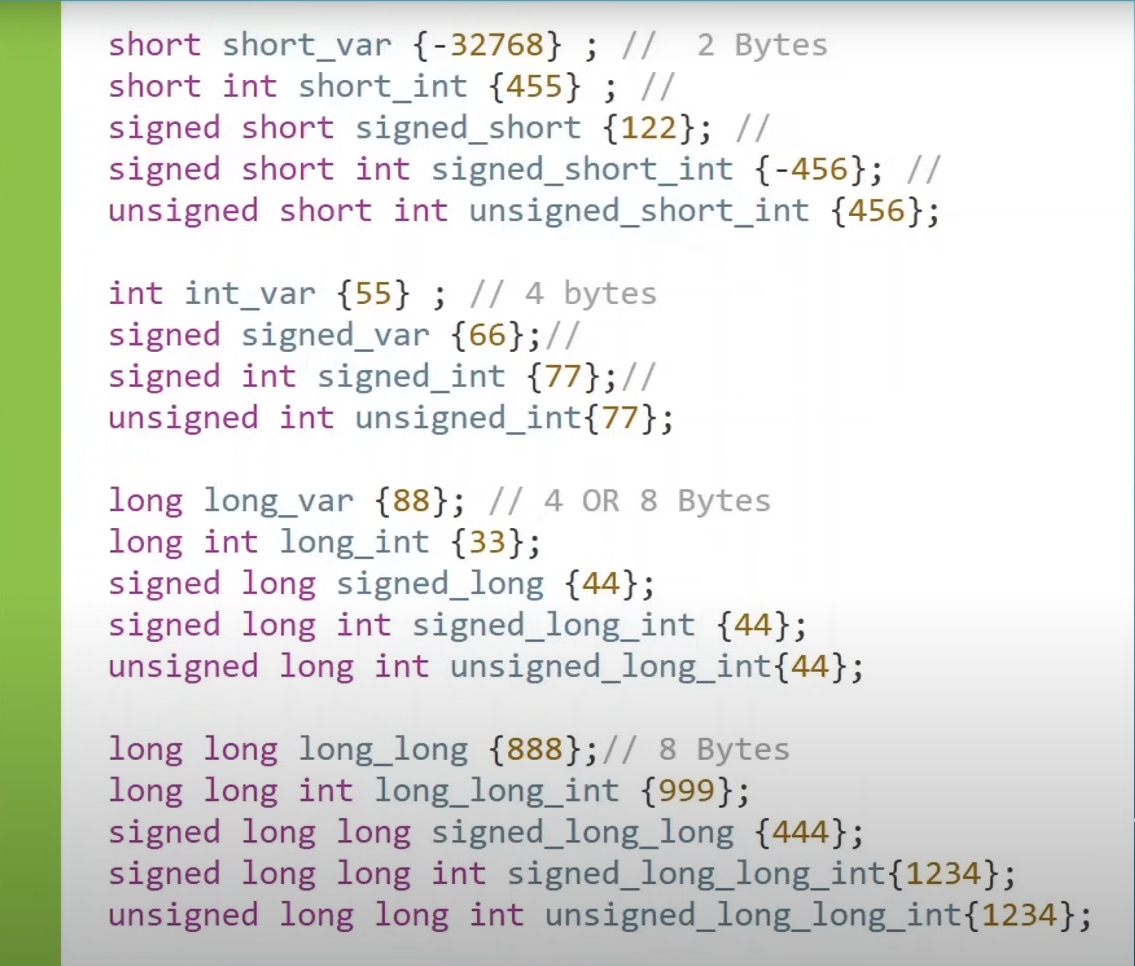 short short_var {-32768} ; //  2 Bytes
short int short_int {455} ; //
signed short signed_short {122}; //
signed short int signed_short_int {-456}; //
unsigned short int unsigned_short_int {456};
int int_var {55} ; // 4 bytes
signed signed_var {66};//
signed int signed_int {77};//
unsigned int unsigned_int{77};
long long_var {88}; // 4 OR 8 Bytes
long int long_int {33};
signed long signed_long {44};
signed long int signed_long_int {44};
unsigned long int unsigned_long_int{44};
long long long_long {888};// 8 Bytes
long long int long_long_int {999};
signed long long signed_long_long {444};
signed long long int signed_long_long_int{1234};
unsigned long long int unsigned_long_long_int{1234};